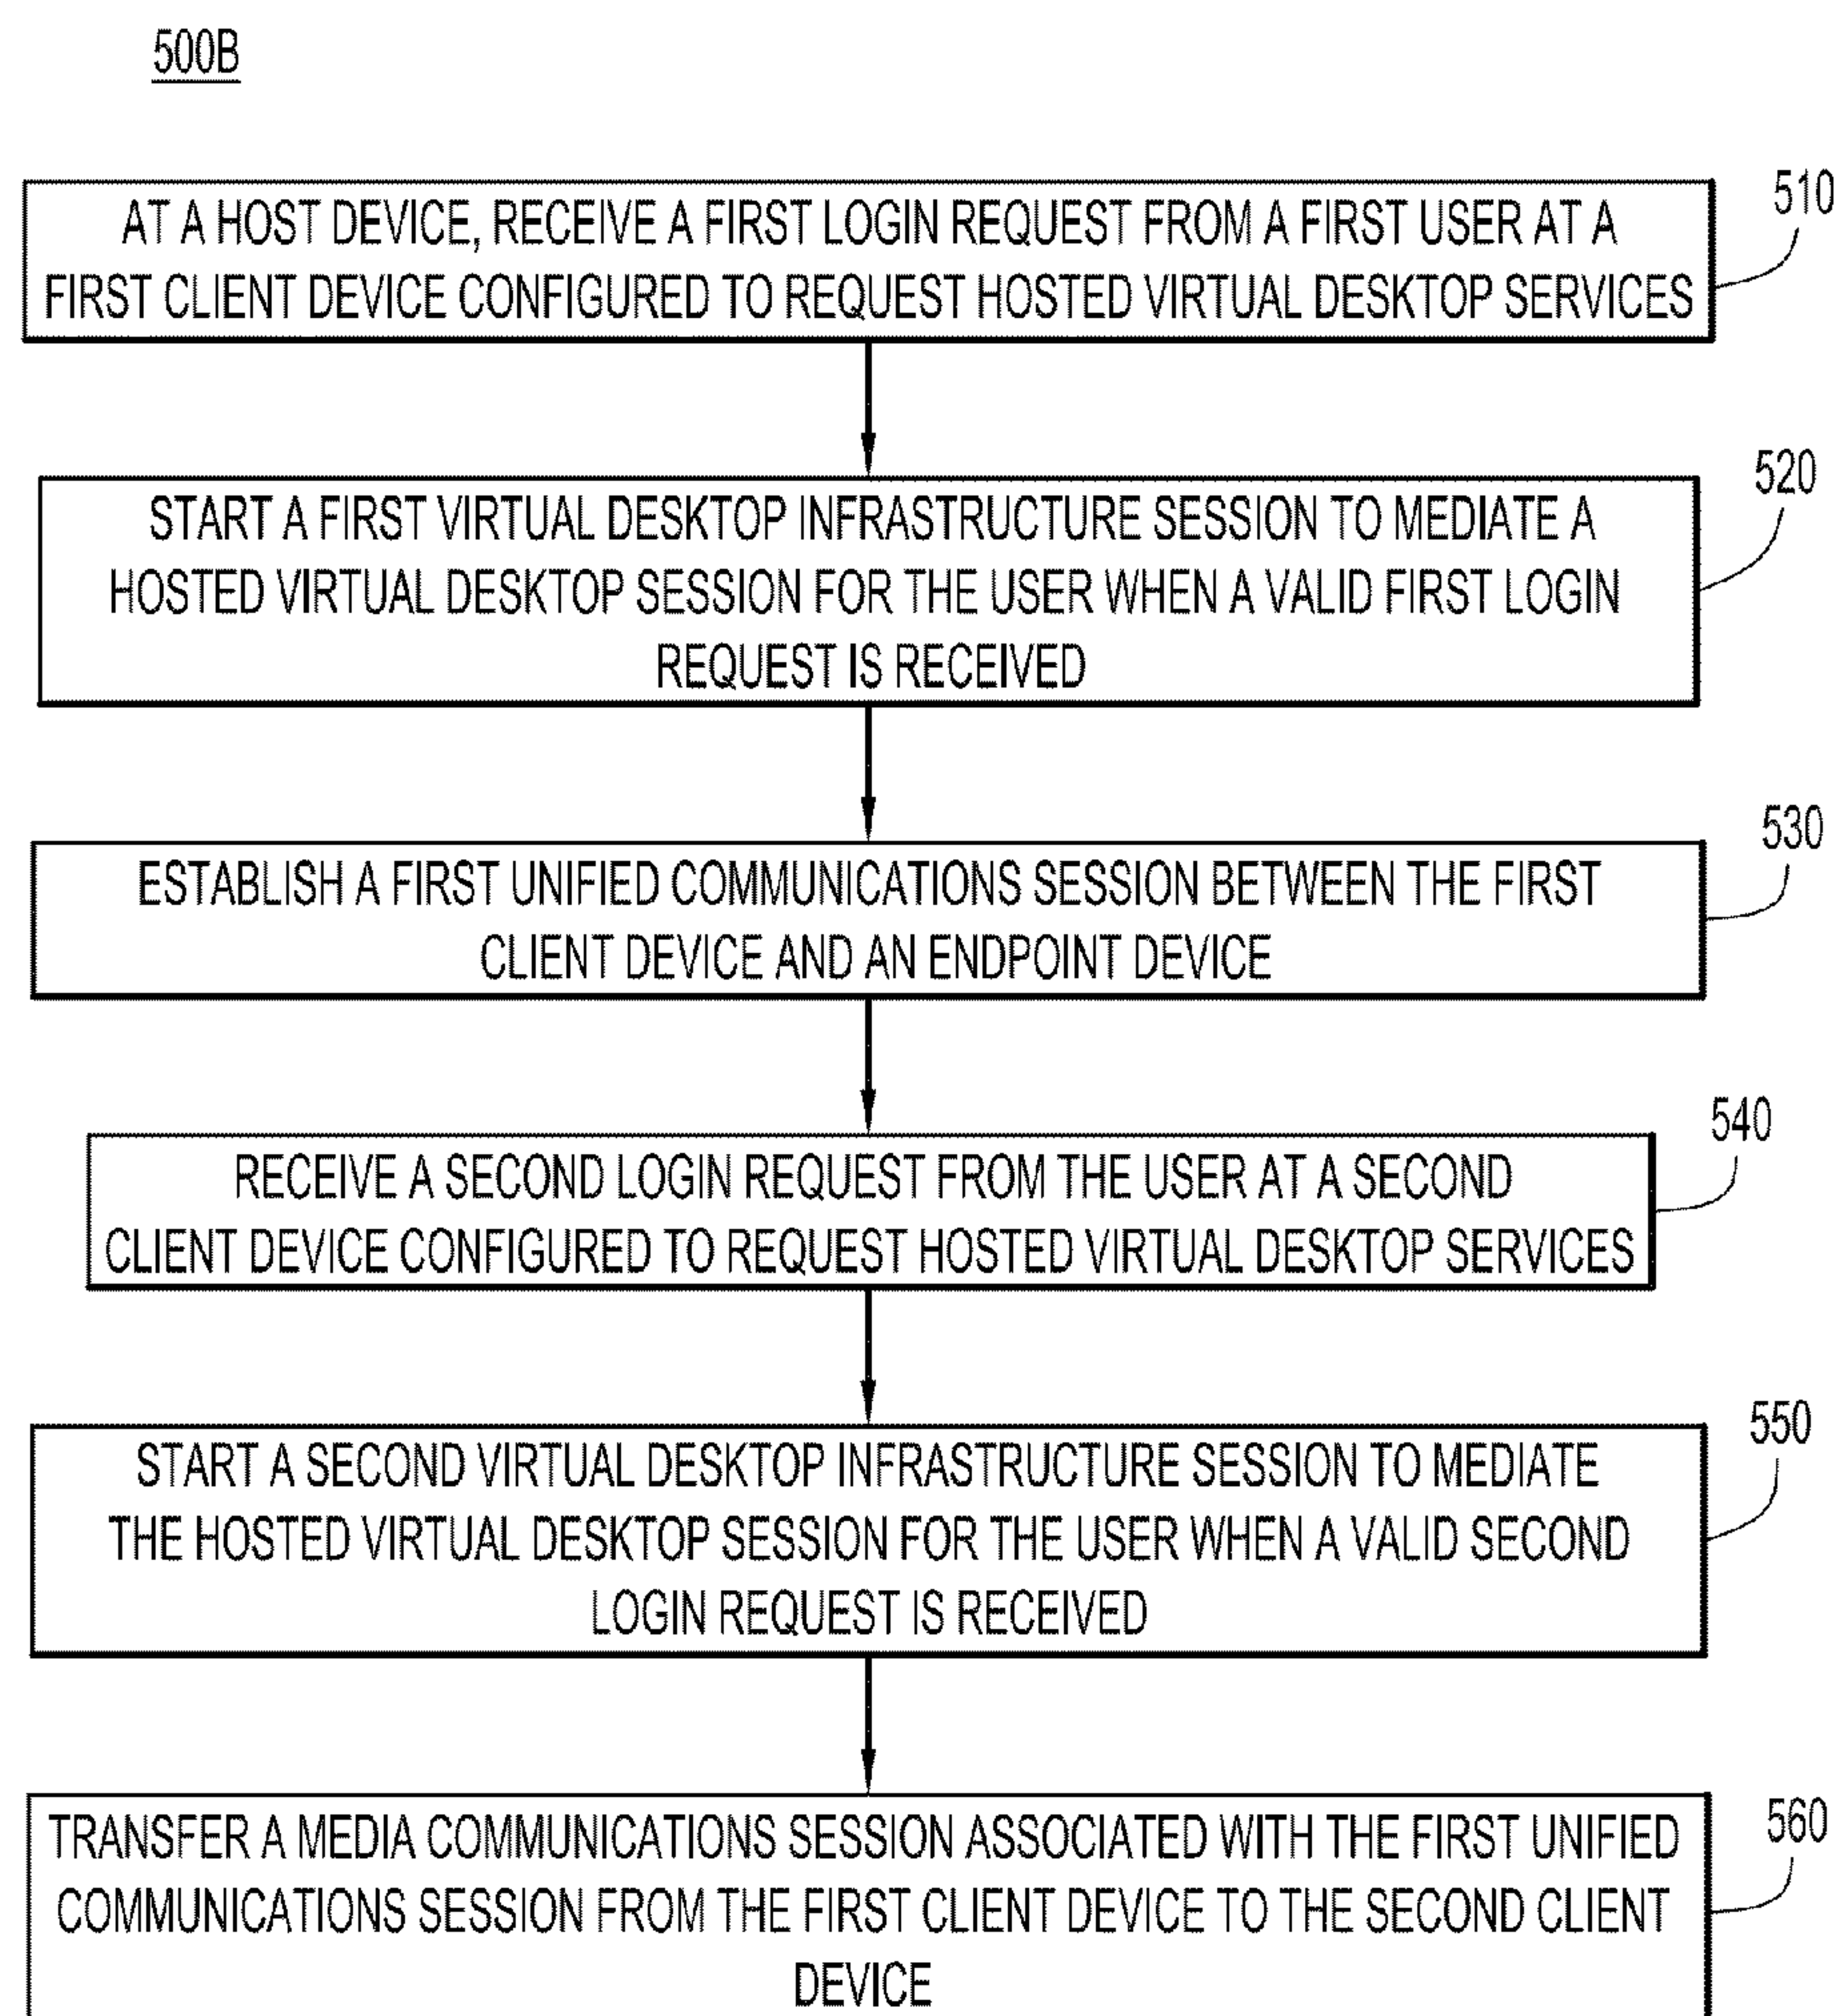 500B
510
AT A HOST DEVICE, RECEIVE A FIRST LOGIN REQUEST FROM A FIRST USER AT A
FIRST CLIENT DEVICE CONFIGURED TO REQUEST HOSTED VIRTUAL DESKTOP SERVICES
520
START A FIRST VIRTUAL DESKTOP INFRASTRUCTURE SESSION TO MEDIATE A
HOSTED VIRTUAL DESKTOP SESSION FOR THE USER WHEN A VALID FIRST LOGIN
REQUEST IS RECEIVED
530
ESTABLISH A FIRST UNIFIED COMMUNICATIONS SESSION BETWEEN THE FIRST
CLIENT DEVICE AND AN ENDPOINT DEVICE
540
RECEIVE A SECOND LOGIN REQUEST FROM THE USER AT A SECOND
CLIENT DEVICE CONFIGURED TO REQUEST HOSTED VIRTUAL DESKTOP SERVICES
550
START A SECOND VIRTUAL DESKTOP INFRASTRUCTURE SESSION TO MEDIATE
THE HOSTED VIRTUAL DESKTOP SESSION FOR THE USER WHEN A VALID SECOND
LOGIN REQUEST IS RECEIVED
560
TRANSFER A MEDIA COMMUNICATIONS SESSION ASSOCIATED WITH THE FIRST UNIFIED
COMMUNICATIONS SESSION FROM THE FIRST CLIENT DEVICE TO THE SECOND CLIENT
DEVICE